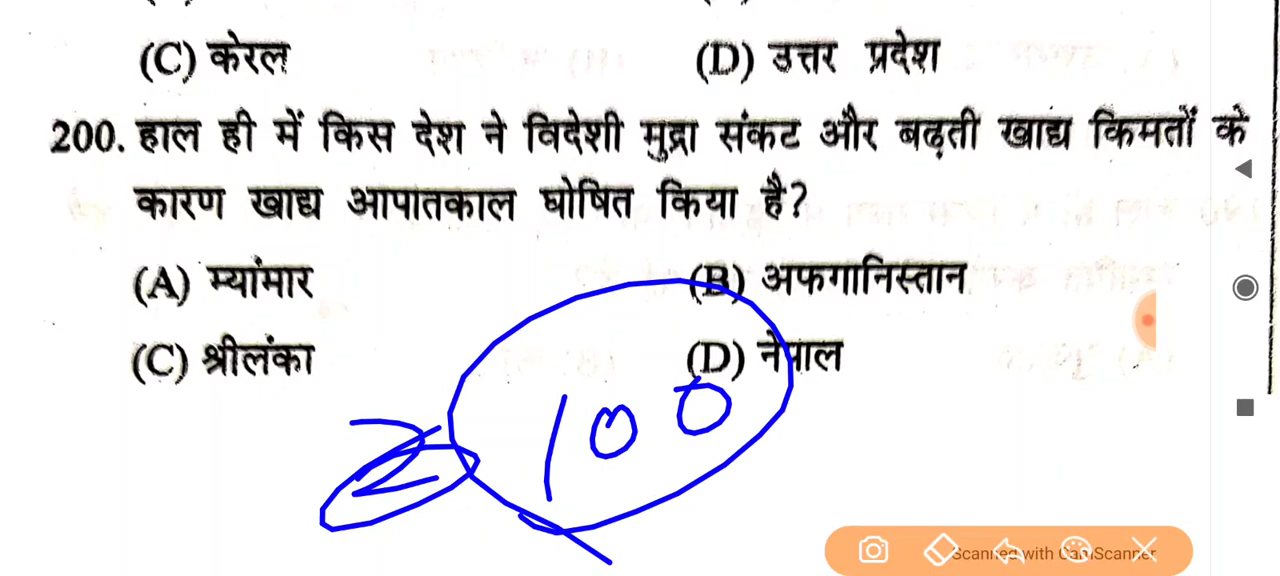 (C) केरल (D) उत्तर प्रदेश
200. हाल ही में किस देश ने विदेशी मुद्रा संकट और बढ़ती खाद्य किमतों के
कारण खाद्य आपातकाल घोषित किया है?
(A) म्यांमार (B) अफगानिस्तान
(C) श्रीलंका (D) नेपाल
2 100
Scanned with CamScanner